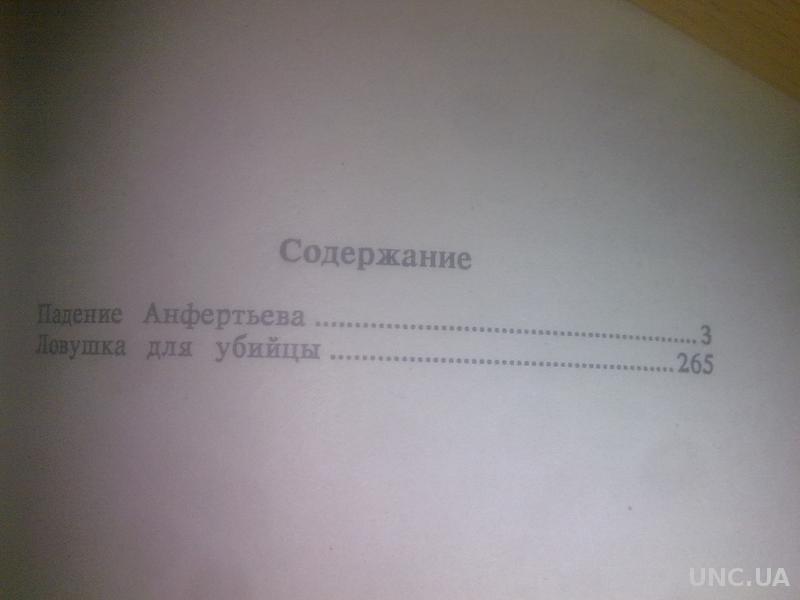 Содержание
Падение Анфертьева ........................................................ 3
Ловушка для убийцы ...................................................... 265
UNC.UA